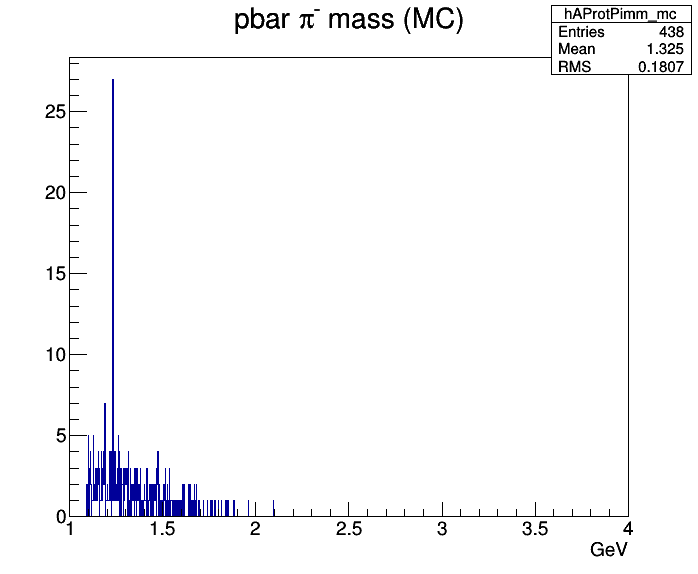 pbar π⁻ mass (MC)
hAProtPimm_mc
Entries 438
Mean 1.325
RMS 0.1807
25
20
15
10
5
0
1 1.5 2 2.5 3 3.5 4
GeV